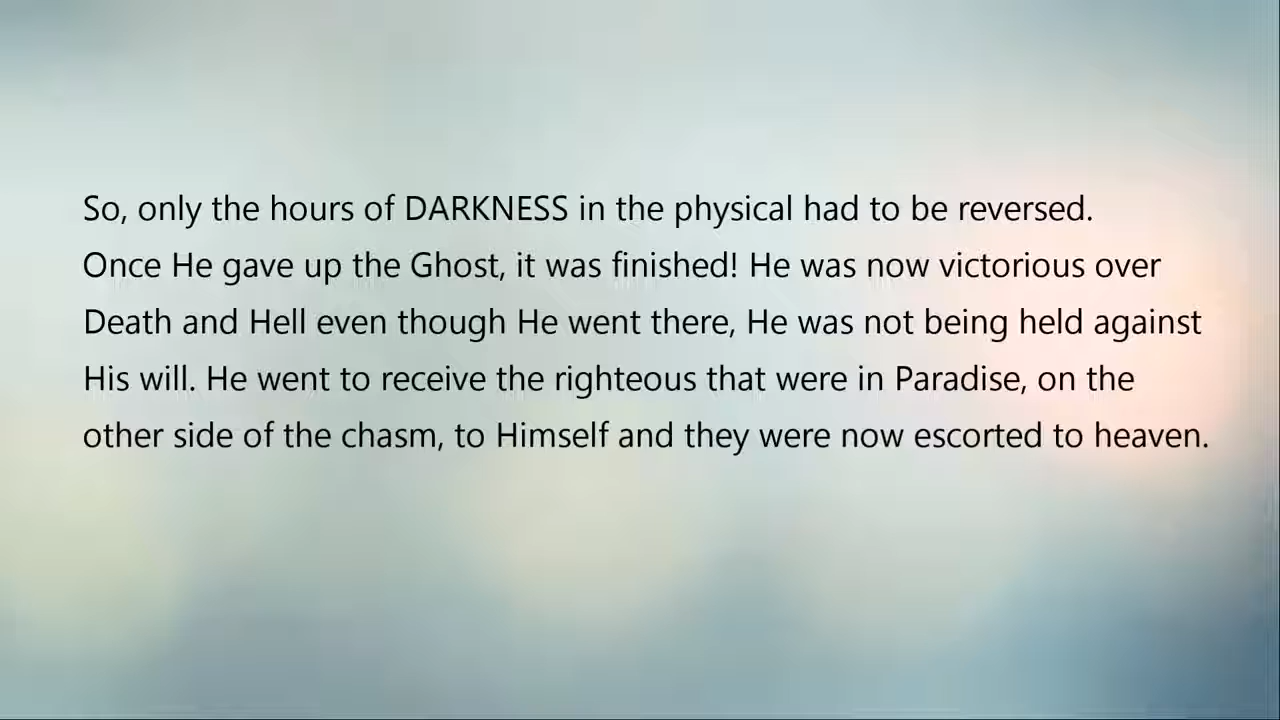 So, only the hours of DARKNESS in the physical had to be reversed.
Once He gave up the Ghost, it was finished! He was now victorious over
Death and Hell even though He went there, He was not being held against
His will. He went to receive the righteous that were in Paradise, on the
other side of the chasm, to Himself and they were now escorted to heaven.